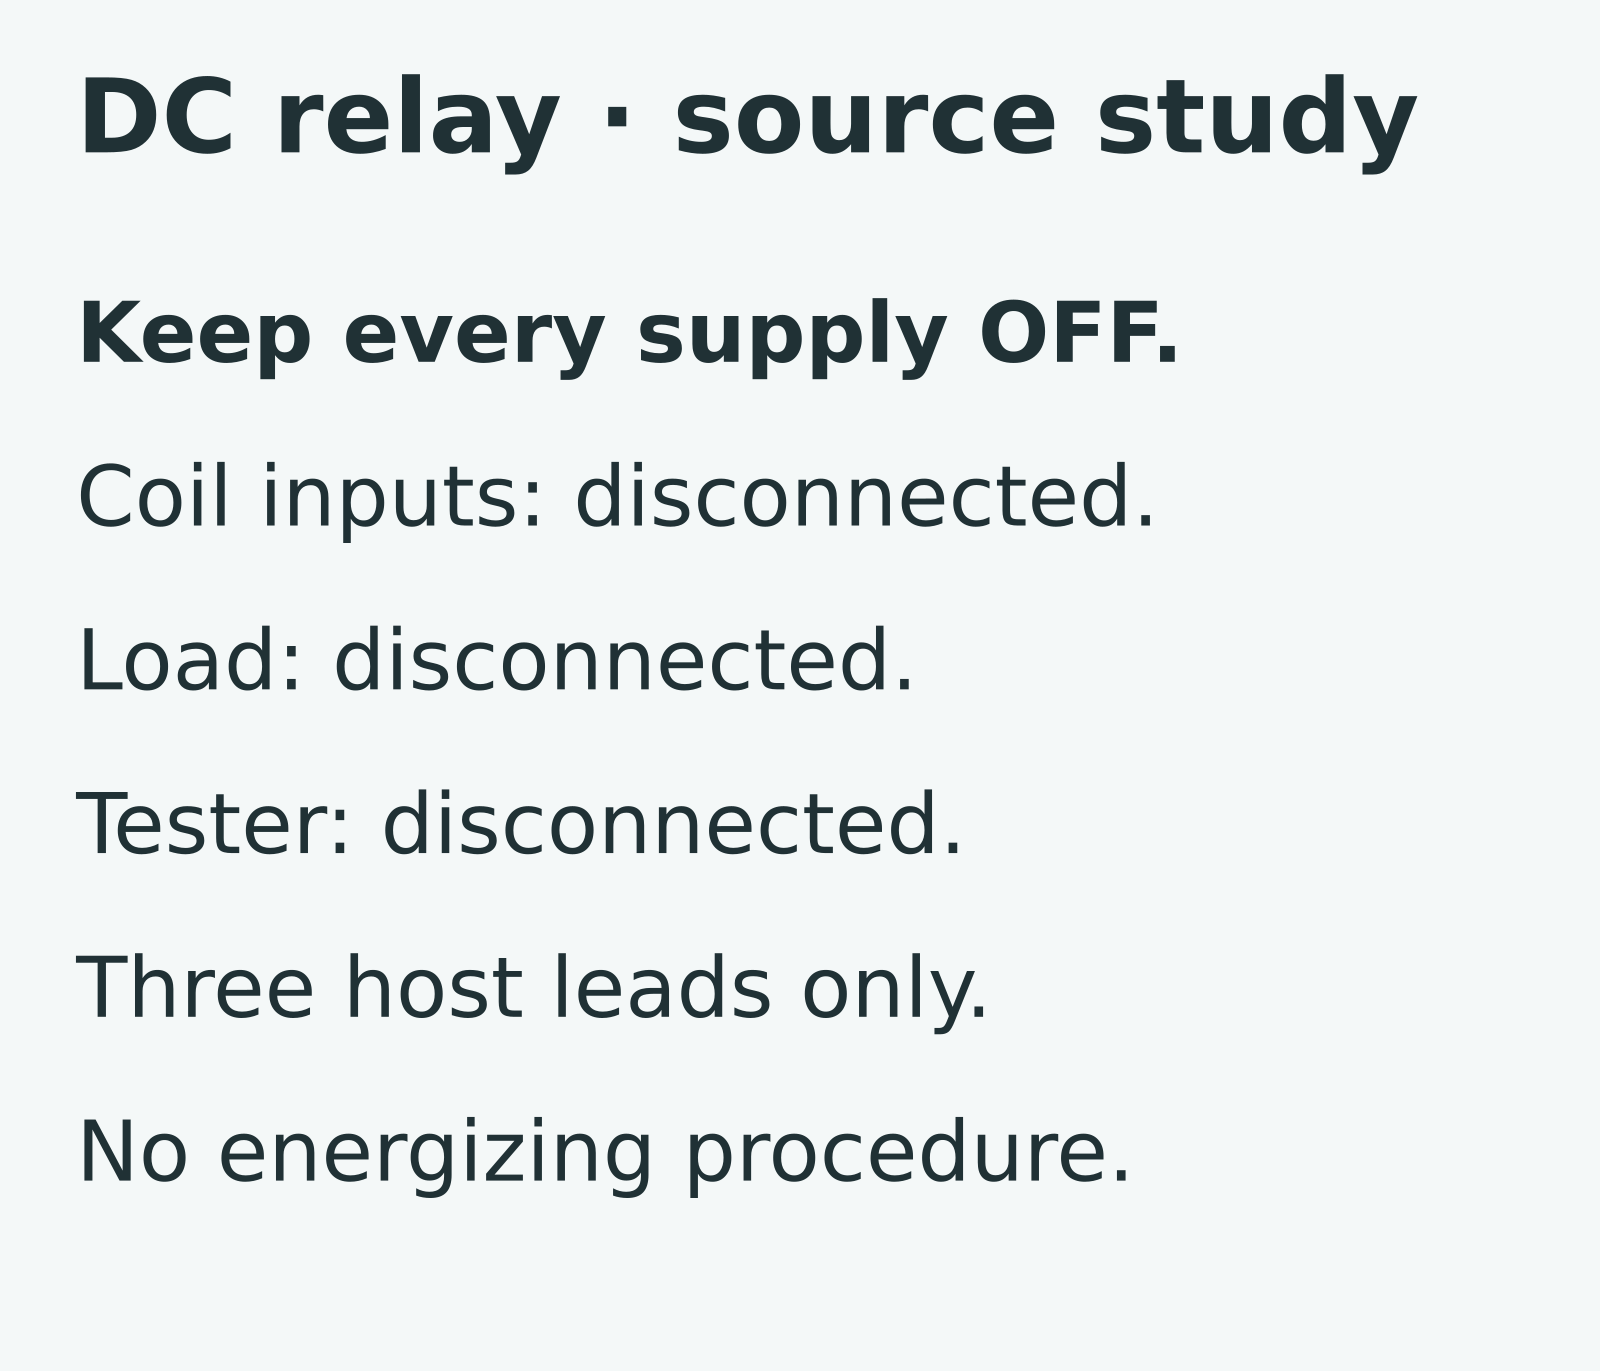 DC relay · source study
Keep every supply OFF.
Coil inputs: disconnected.
Load: disconnected.
Tester: disconnected.
Three host leads only.
No energizing procedure.